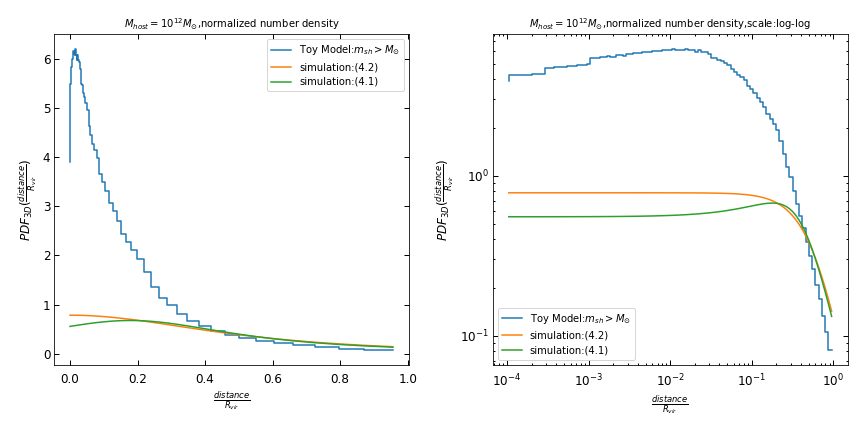 M_host = 10^12 M_⊙,normalized number density
PDF_3D(distance/R_vir)
6
5
4
3
2
1
0
Toy Model:m_sh > M_⊙
simulation:(4.2)
simulation:(4.1)
0.0 0.2 0.4 0.6 0.8 1.0
distance/R_vir
M_host = 10^12 M_⊙,normalized number density,scale:log-log
PDF_3D(distance/R_vir)
10^0
10^−1
Toy Model:m_sh > M_⊙
simulation:(4.2)
simulation:(4.1)
10^−4 10^−3 10^−2 10^−1 10^0
distance/R_vir